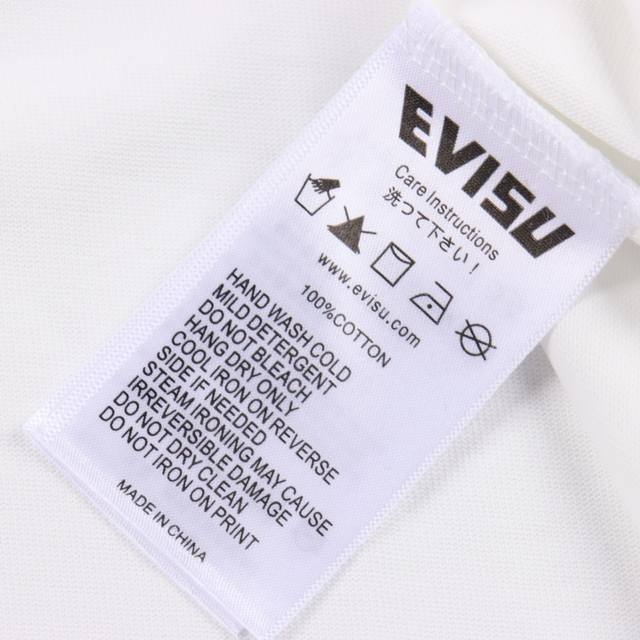 EVISU
Care Instructions
洗って下さい！
www.evisu.com
100%COTTON
HAND WASH COLD
MILD DETERGENT
DO NOT BLEACH
HANG DRY ONLY
COOL IRON ON REVERSE
SIDE IF NEEDED
STEAM IRONING MAY CAUSE
IRREVERSIBLE DAMAGE
DO NOT DRY CLEAN
DO NOT IRON ON PRINT
MADE IN CHINA